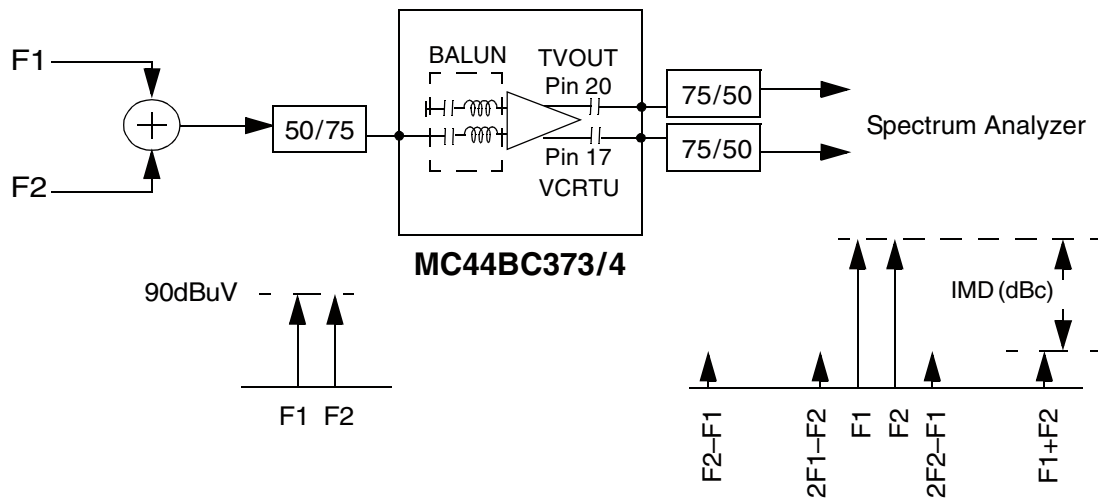 F1
F2
+
50/75
BALUN
TVOUT
Pin 20
Pin 17
VCRTU
MC44BC373/4
75/50
75/50
Spectrum Analyzer
90dBuV
F1 F2
IMD (dBc)
F2–F1
2F1–F2
F1
F2
2F2–F1
F1+F2